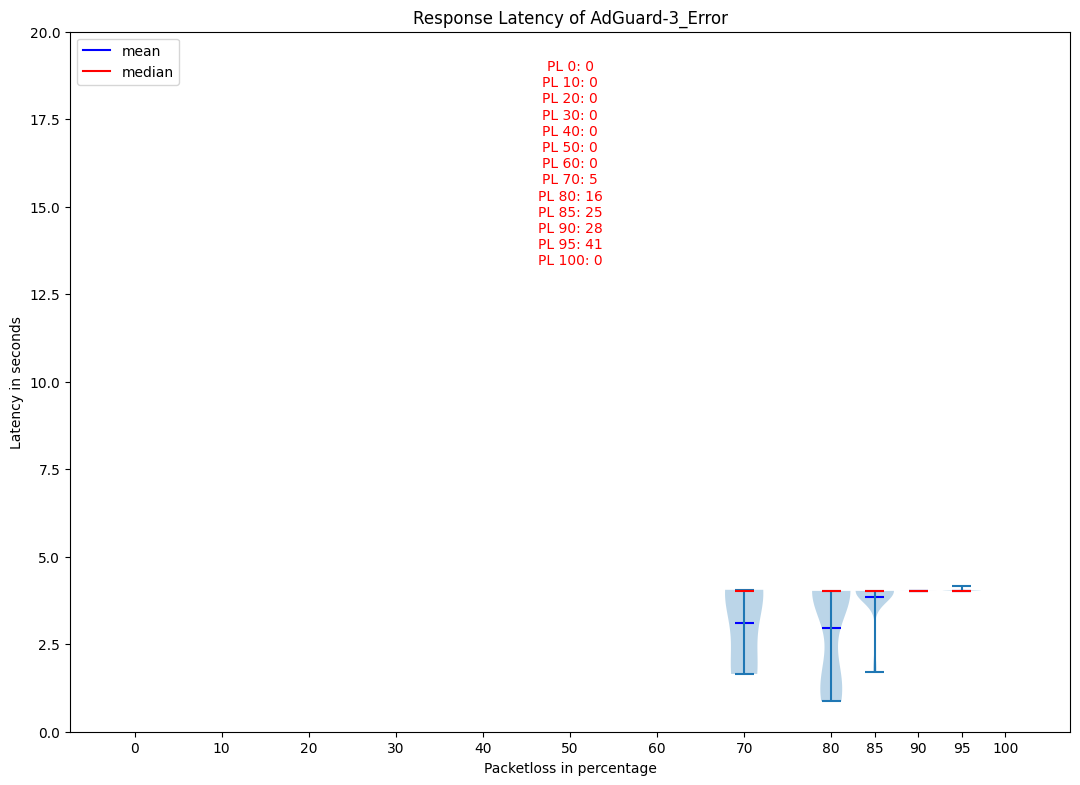 Response Latency of AdGuard-3_Error
mean
median
PL 0: 0
PL 10: 0
PL 20: 0
PL 30: 0
PL 40: 0
PL 50: 0
PL 60: 0
PL 70: 5
PL 80: 16
PL 85: 25
PL 90: 28
PL 95: 41
PL 100: 0
20.0
17.5
15.0
12.5
10.0
7.5
5.0
2.5
0.0
Latency in seconds
0 10 20 30 40 50 60 70 80 85 90 95 100
Packetloss in percentage